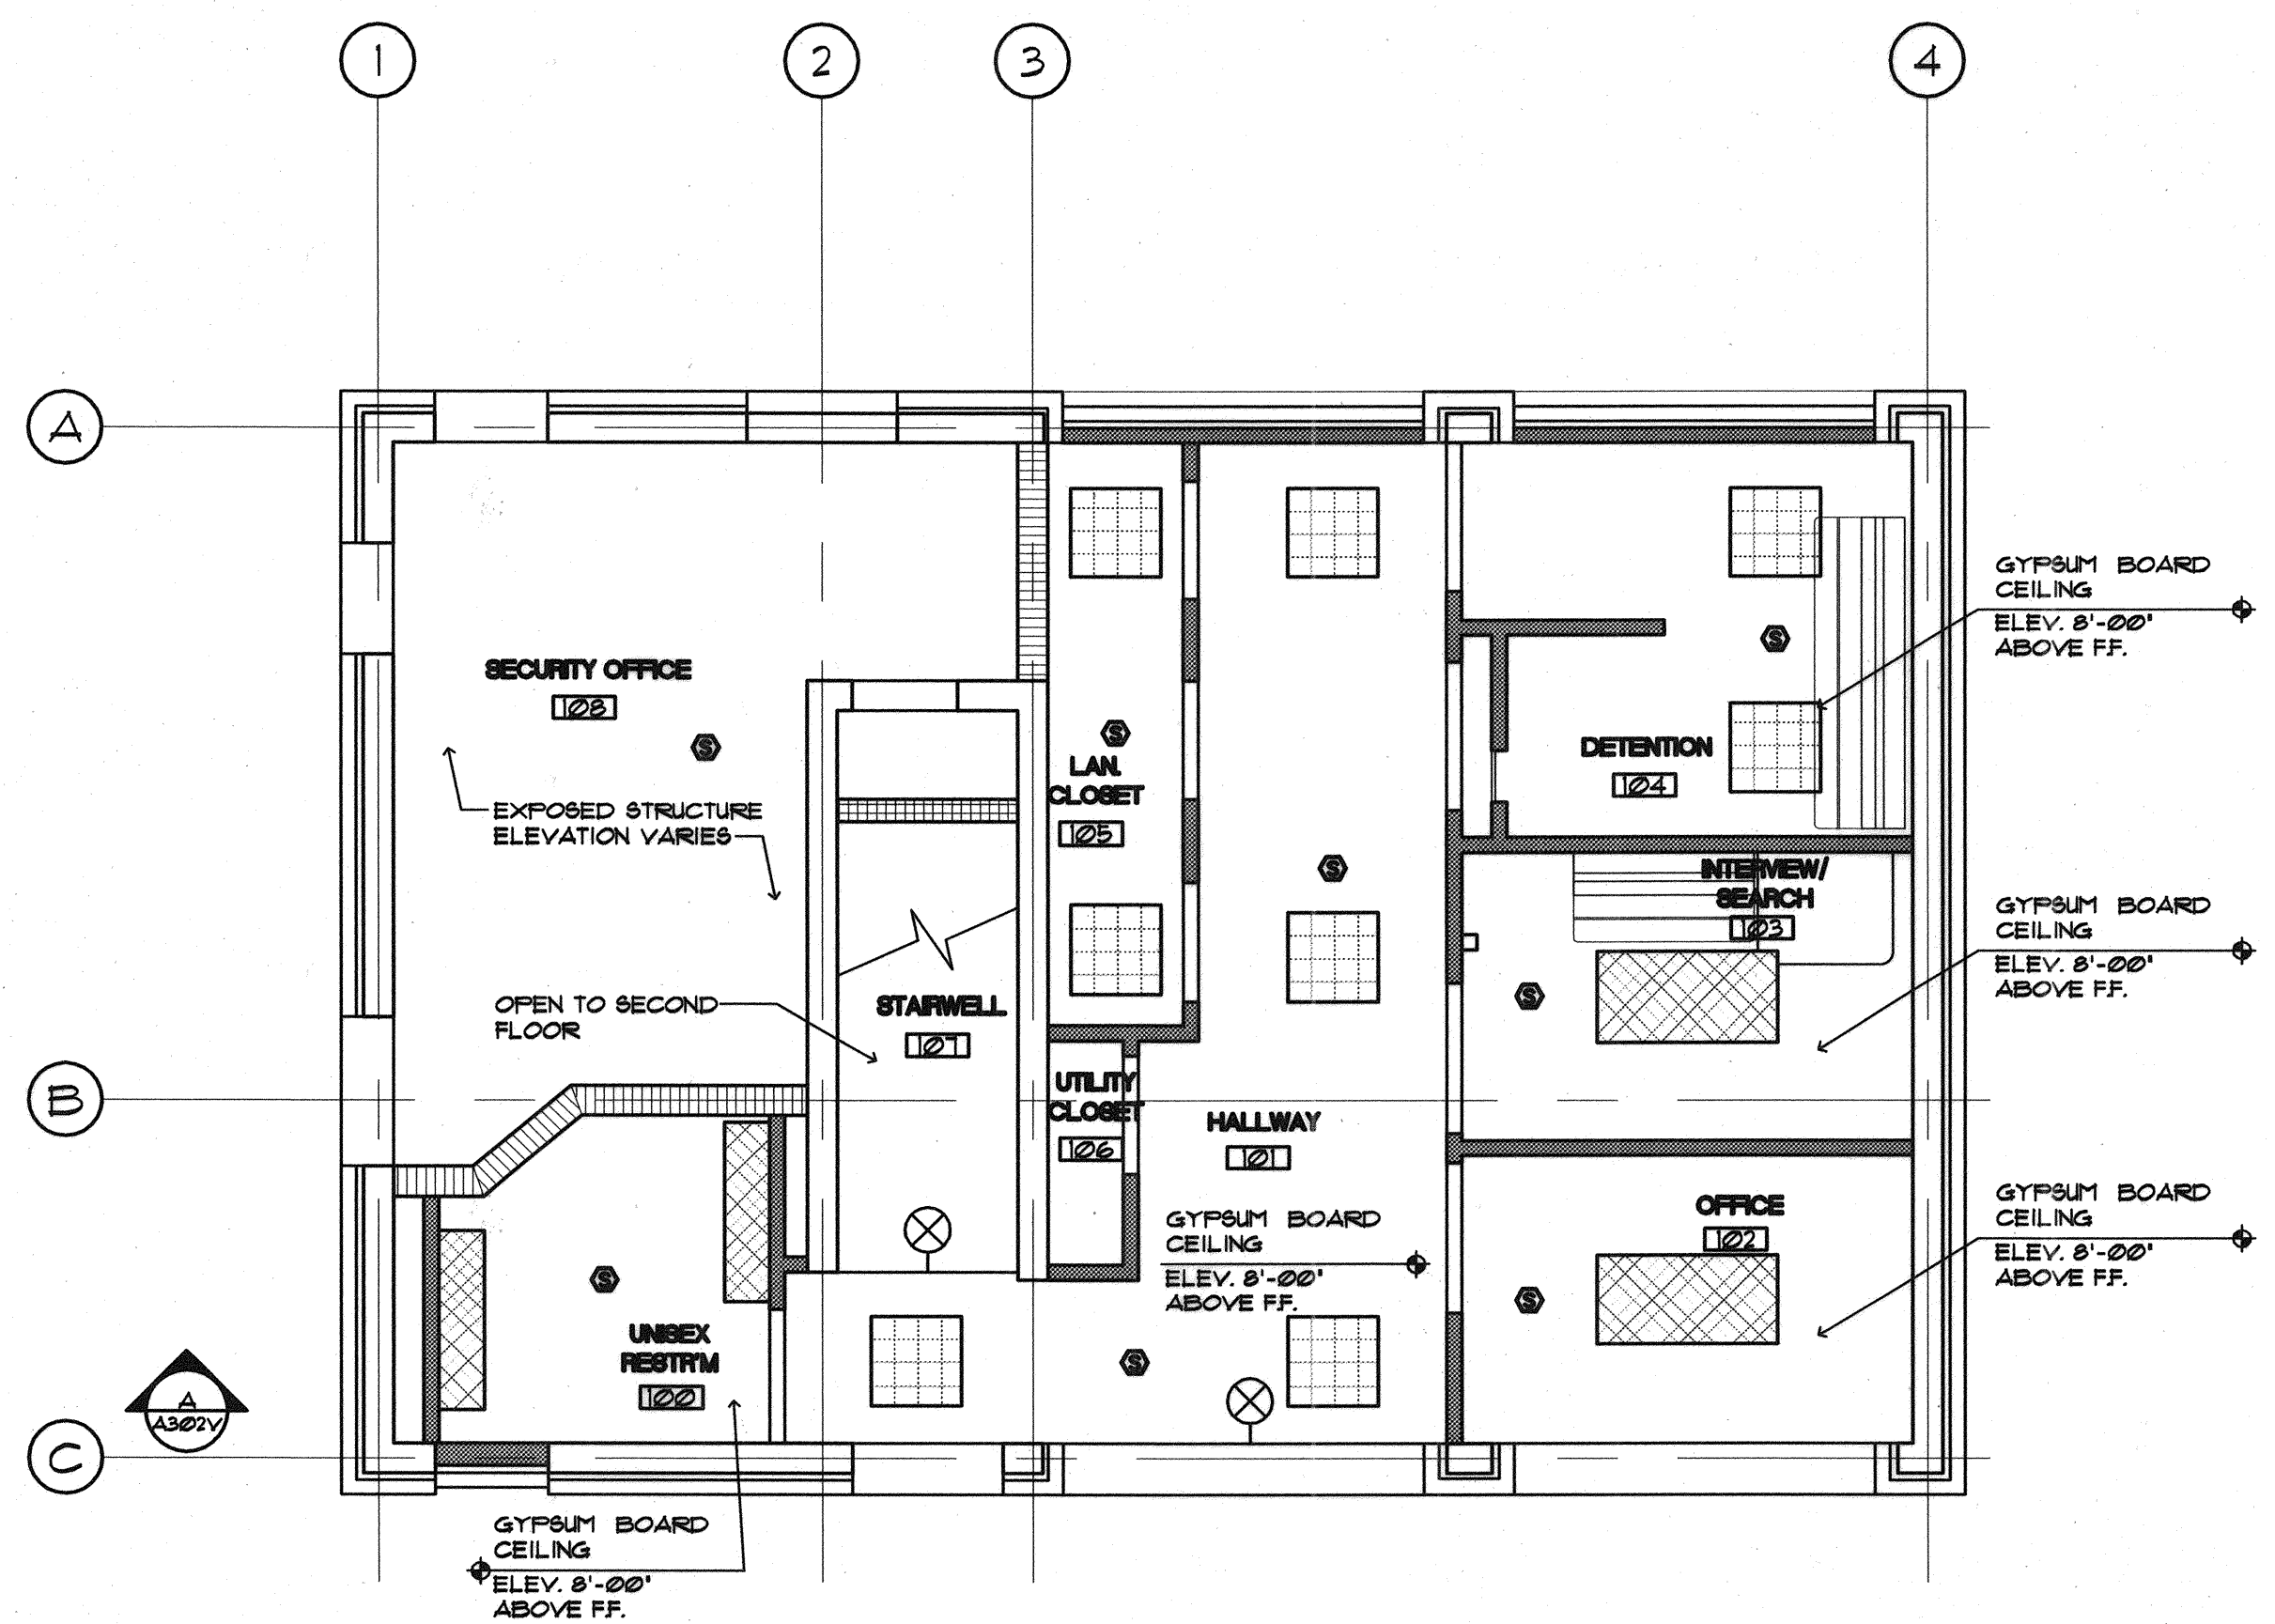 1
2
3
4
A
GYPSUM BOARD
CEILING
ELEV. 8'-00"
ABOVE F.F.
SECURITY OFFICE
108
S
S
S
LAN.
CLOSET
105
DETENTION
104
EXPOSED STRUCTURE
ELEVATION VARIES
S
INTERVIEW/
SEARCH
103
GYPSUM BOARD
CEILING
ELEV. 8'-00"
ABOVE F.F.
S
OPEN TO SECOND
FLOOR
STAIRWELL
107
B
UTILITY
CLOSET
106
HALLWAY
101
GYPSUM BOARD
CEILING
ELEV. 8'-00"
ABOVE F.F.
OFFICE
102
GYPSUM BOARD
CEILING
ELEV. 8'-00"
ABOVE F.F.
S
S
UNISEX
RESTR'M
100
S
A
A302V
C
GYPSUM BOARD
CEILING
ELEV. 8'-00"
ABOVE F.F.